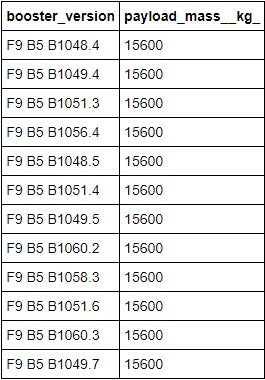 booster_version payload_mass__kg_
F9 B5 B1048.4 15600
F9 B5 B1049.4 15600
F9 B5 B1051.3 15600
F9 B5 B1056.4 15600
F9 B5 B1048.5 15600
F9 B5 B1051.4 15600
F9 B5 B1049.5 15600
F9 B5 B1060.2 15600
F9 B5 B1058.3 15600
F9 B5 B1051.6 15600
F9 B5 B1060.3 15600
F9 B5 B1049.7 15600